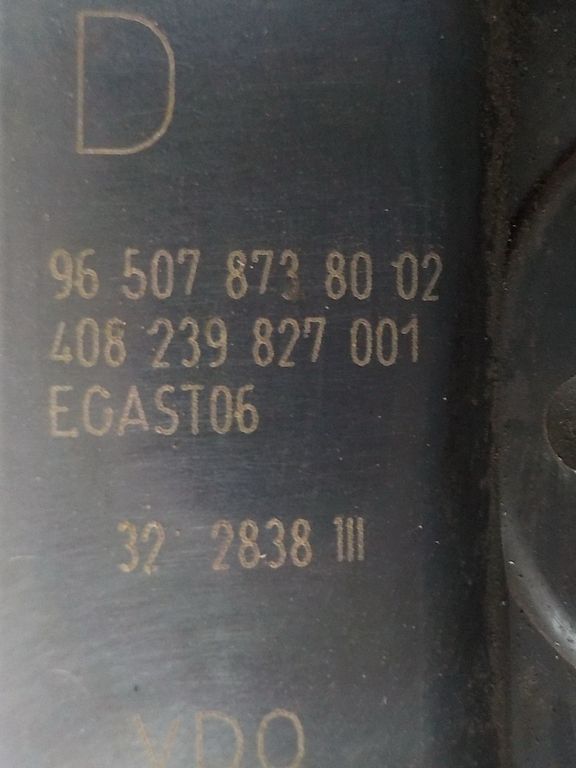 D
96 507 873 80 02
408 239 827 001
EGAST06
32 2838 III
VDO